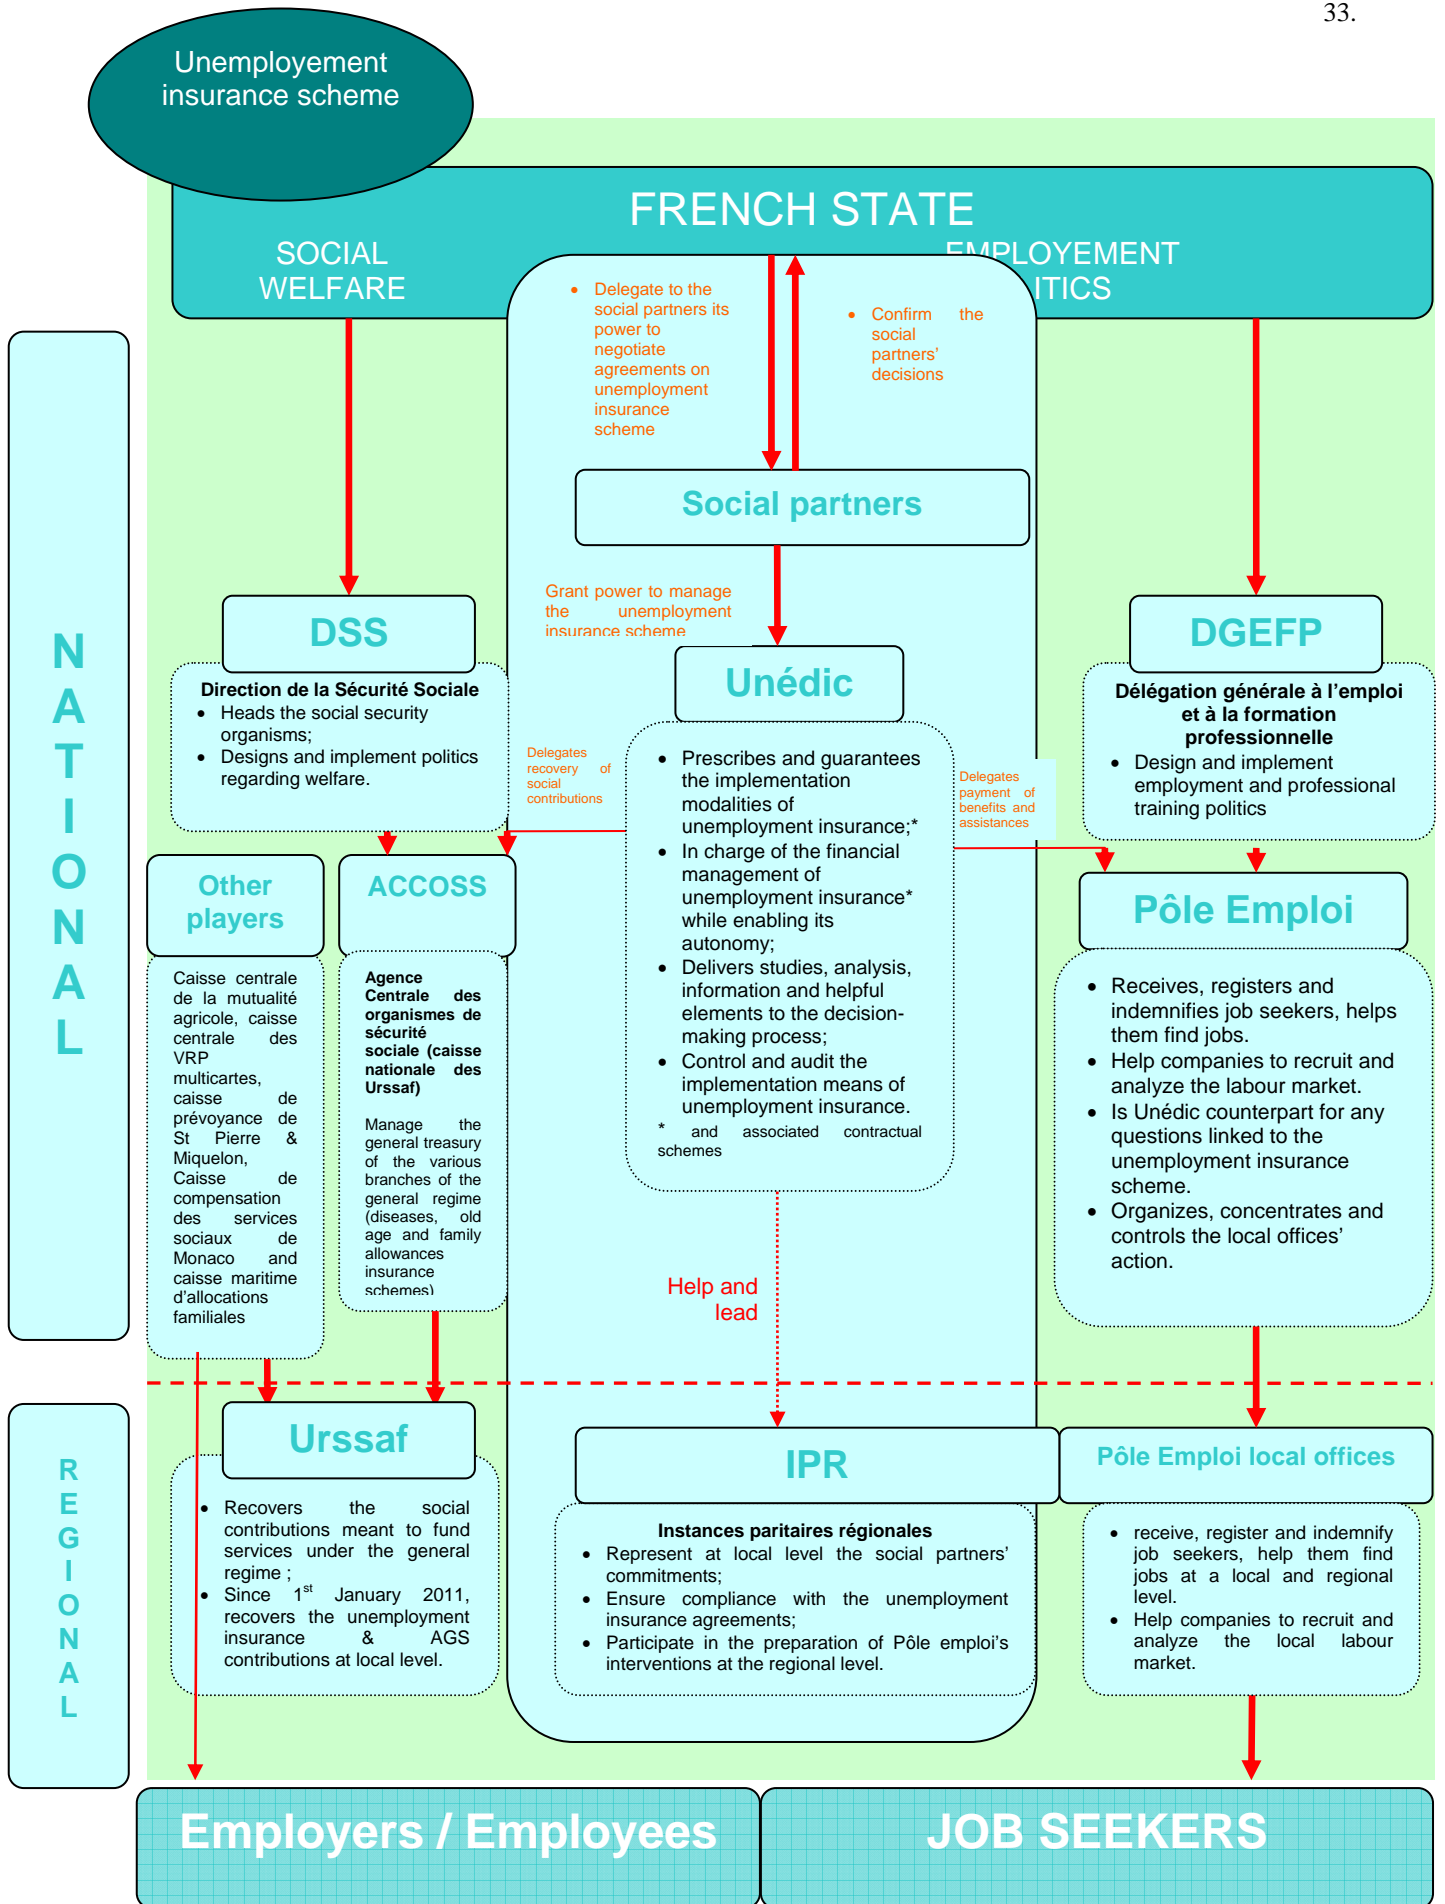 33.
Unemployement
insurance scheme
FRENCH STATE
SOCIAL
WELFARE
EMPLOYEMENT
ITICS
• Delegate to the
social partners its
power to
negotiate
agreements on
unemployment
insurance
scheme
• Confirm the
social
partners'
decisions
Social partners
Grant power to manage
the unemployment
insurance scheme
N
A
T
I
O
N
A
L
DSS
Direction de la Sécurité Sociale
• Heads the social security
organisms;
• Designs and implement politics
regarding welfare.
Delegates
recovery of
social
contributions
Unédic
• Prescribes and guarantees
the implementation
modalities of
unemployment insurance;*
• In charge of the financial
management of
unemployment insurance*
while enabling its
autonomy;
• Delivers studies, analysis,
information and helpful
elements to the decision-
making process;
• Control and audit the
implementation means of
unemployment insurance.
* and associated contractual
schemes
Delegates
payment of
benefits and
assistances
DGEFP
Délégation générale à l'emploi
et à la formation
professionnelle
• Design and implement
employment and professional
training politics
Other
players
Caisse centrale
de la mutualité
agricole, caisse
centrale des
VRP
multicartes,
caisse de
prévoyance de
St Pierre &
Miquelon,
Caisse de
compensation
des services
sociaux de
Monaco and
caisse maritime
d'allocations
familiales
ACCOSS
Agence
Centrale des
organismes de
sécurité
sociale (caisse
nationale des
Urssaf)
Manage the
general treasury
of the various
branches of the
general regime
(diseases, old
age and family
allowances
insurance
schemes)
Pôle Emploi
• Receives, registers and
indemnifies job seekers, helps
them find jobs.
• Help companies to recruit and
analyze the labour market.
• Is Unédic counterpart for any
questions linked to the
unemployment insurance
scheme.
• Organizes, concentrates and
controls the local offices'
action.
Help and
lead
R
E
G
I
O
N
A
L
Urssaf
• Recovers the social
contributions meant to fund
services under the general
regime ;
• Since 1st January 2011,
recovers the unemployment
insurance & AGS
contributions at local level.
IPR
Instances paritaires régionales
• Represent at local level the social partners'
commitments;
• Ensure compliance with the unemployment
insurance agreements;
• Participate in the preparation of Pôle emploi's
interventions at the regional level.
Pôle Emploi local offices
• receive, register and indemnify
job seekers, help them find
jobs at a local and regional
level.
• Help companies to recruit and
analyze the local labour
market.
Employers / Employees
JOB SEEKERS